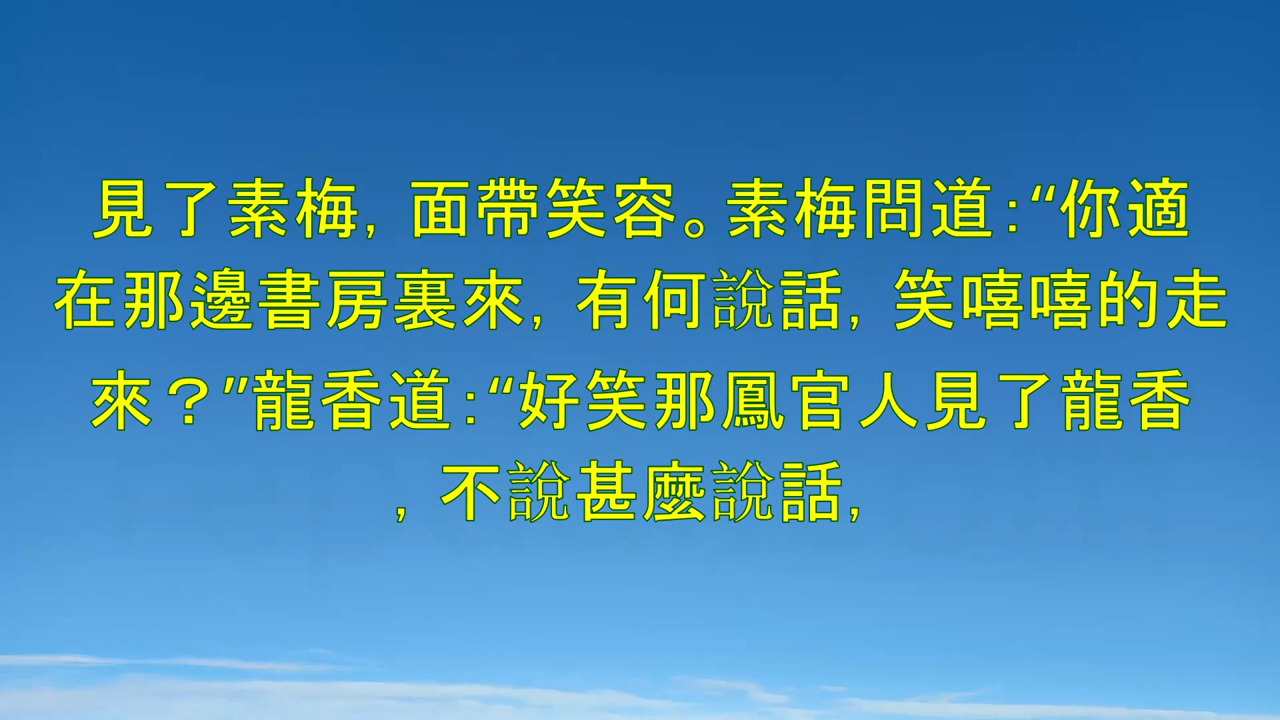 見了素梅，面帶笑容。素梅問道：“你適
在那邊書房裏來，有何說話，笑嘻嘻的走
來？”龍香道：“好笑那鳳官人見了龍香
，不說甚麼說話，